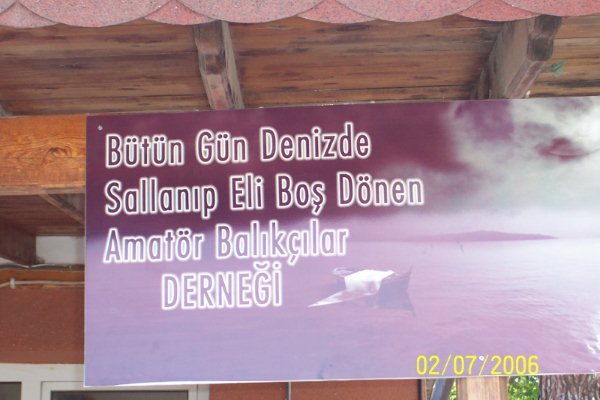 Bütün Gün Denizde
Sallanıp Eli Boş Dönen
Amatör Balıkçılar
DERNEĞİ
02/07/2006